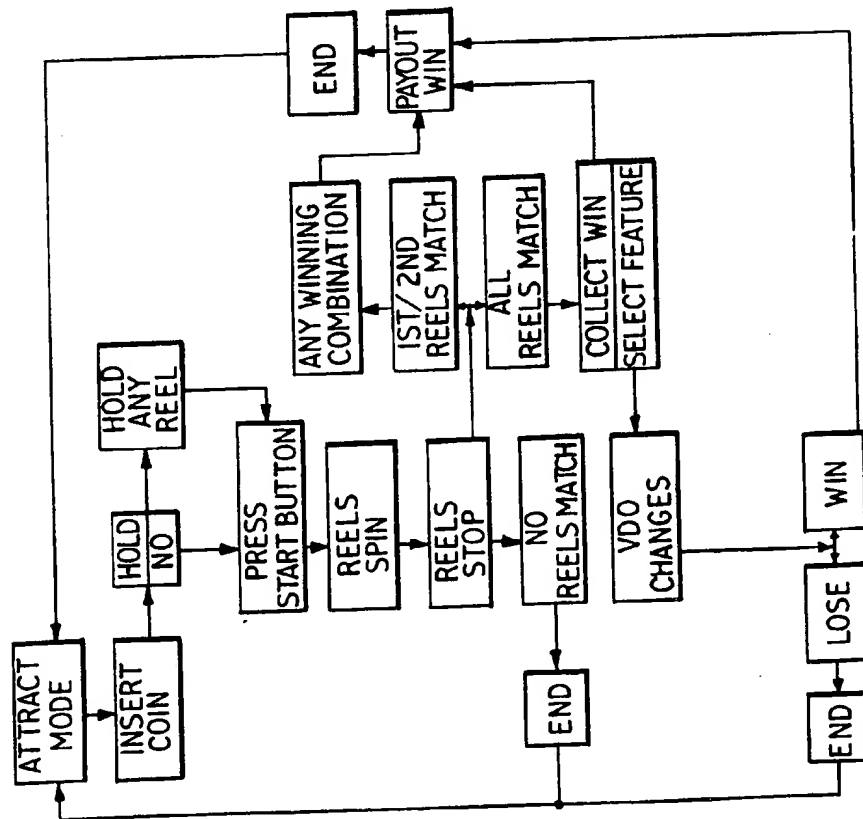 ATTRACT
MODE
INSERT
COIN
HOLD
NO
HOLD
ANY
REEL
PRESS
START BUTTON
REELS
SPIN
REELS
STOP
NO
REELS MATCH
END
ANY WINNING
COMBINATION
1ST/2ND
REELS MATCH
ALL
REELS MATCH
COLLECT WIN
SELECT FEATURE
END
PAYOUT
WIN
VDO
CHANGES
WIN
LOSE
END